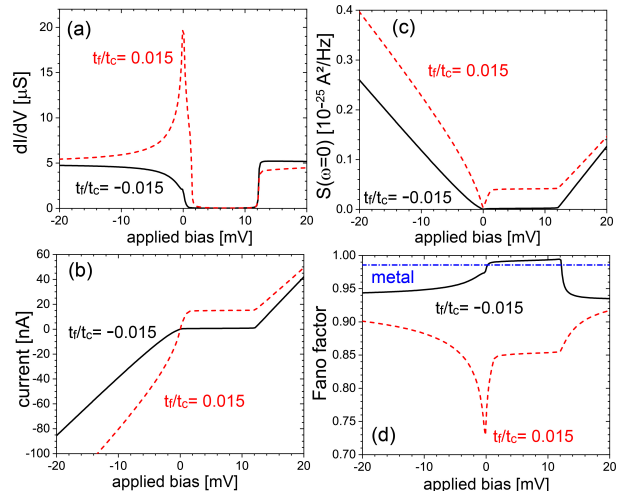 (a)
t_f/t_c= 0.015
t_f/t_c= −0.015
dI/dV [µS]
20
15
10
5
0
-20 -10 0 10 20
applied bias [mV]
(c)
t_f/t_c= 0.015
t_f/t_c= −0.015
S(ω=0) [10⁻²⁵ A²/Hz]
0.4
0.3
0.2
0.1
0.0
-20 -10 0 10 20
applied bias [mV]
(b)
t_f/t_c= −0.015
t_f/t_c= 0.015
current [nA]
60
40
20
0
-20
-40
-60
-80
-100
-20 -10 0 10 20
applied bias [mV]
metal
t_f/t_c= −0.015
t_f/t_c= 0.015
(d)
Fano factor
1.00
0.95
0.90
0.85
0.80
0.75
0.70
-20 -10 0 10 20
applied bias [mV]